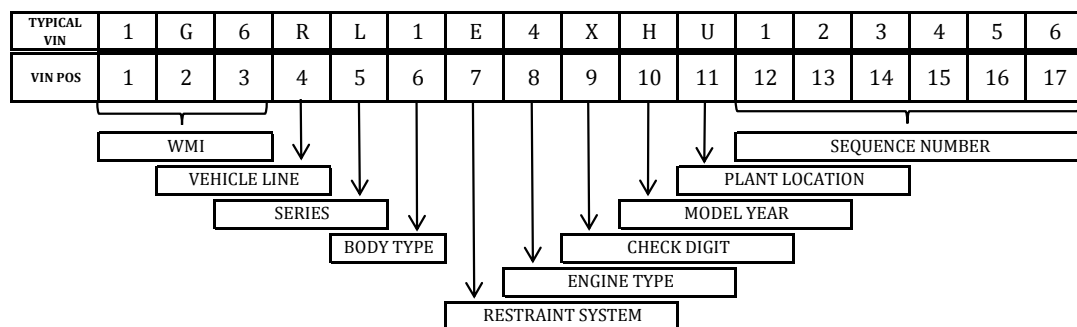 TYPICAL VIN 1 G 6 R L 1 E 4 X H U 1 2 3 4 5 6
VIN POS 1 2 3 4 5 6 7 8 9 10 11 12 13 14 15 16 17
WMI SEQUENCE NUMBER
VEHICLE LINE PLANT LOCATION
SERIES MODEL YEAR
BODY TYPE CHECK DIGIT
ENGINE TYPE
RESTRAINT SYSTEM